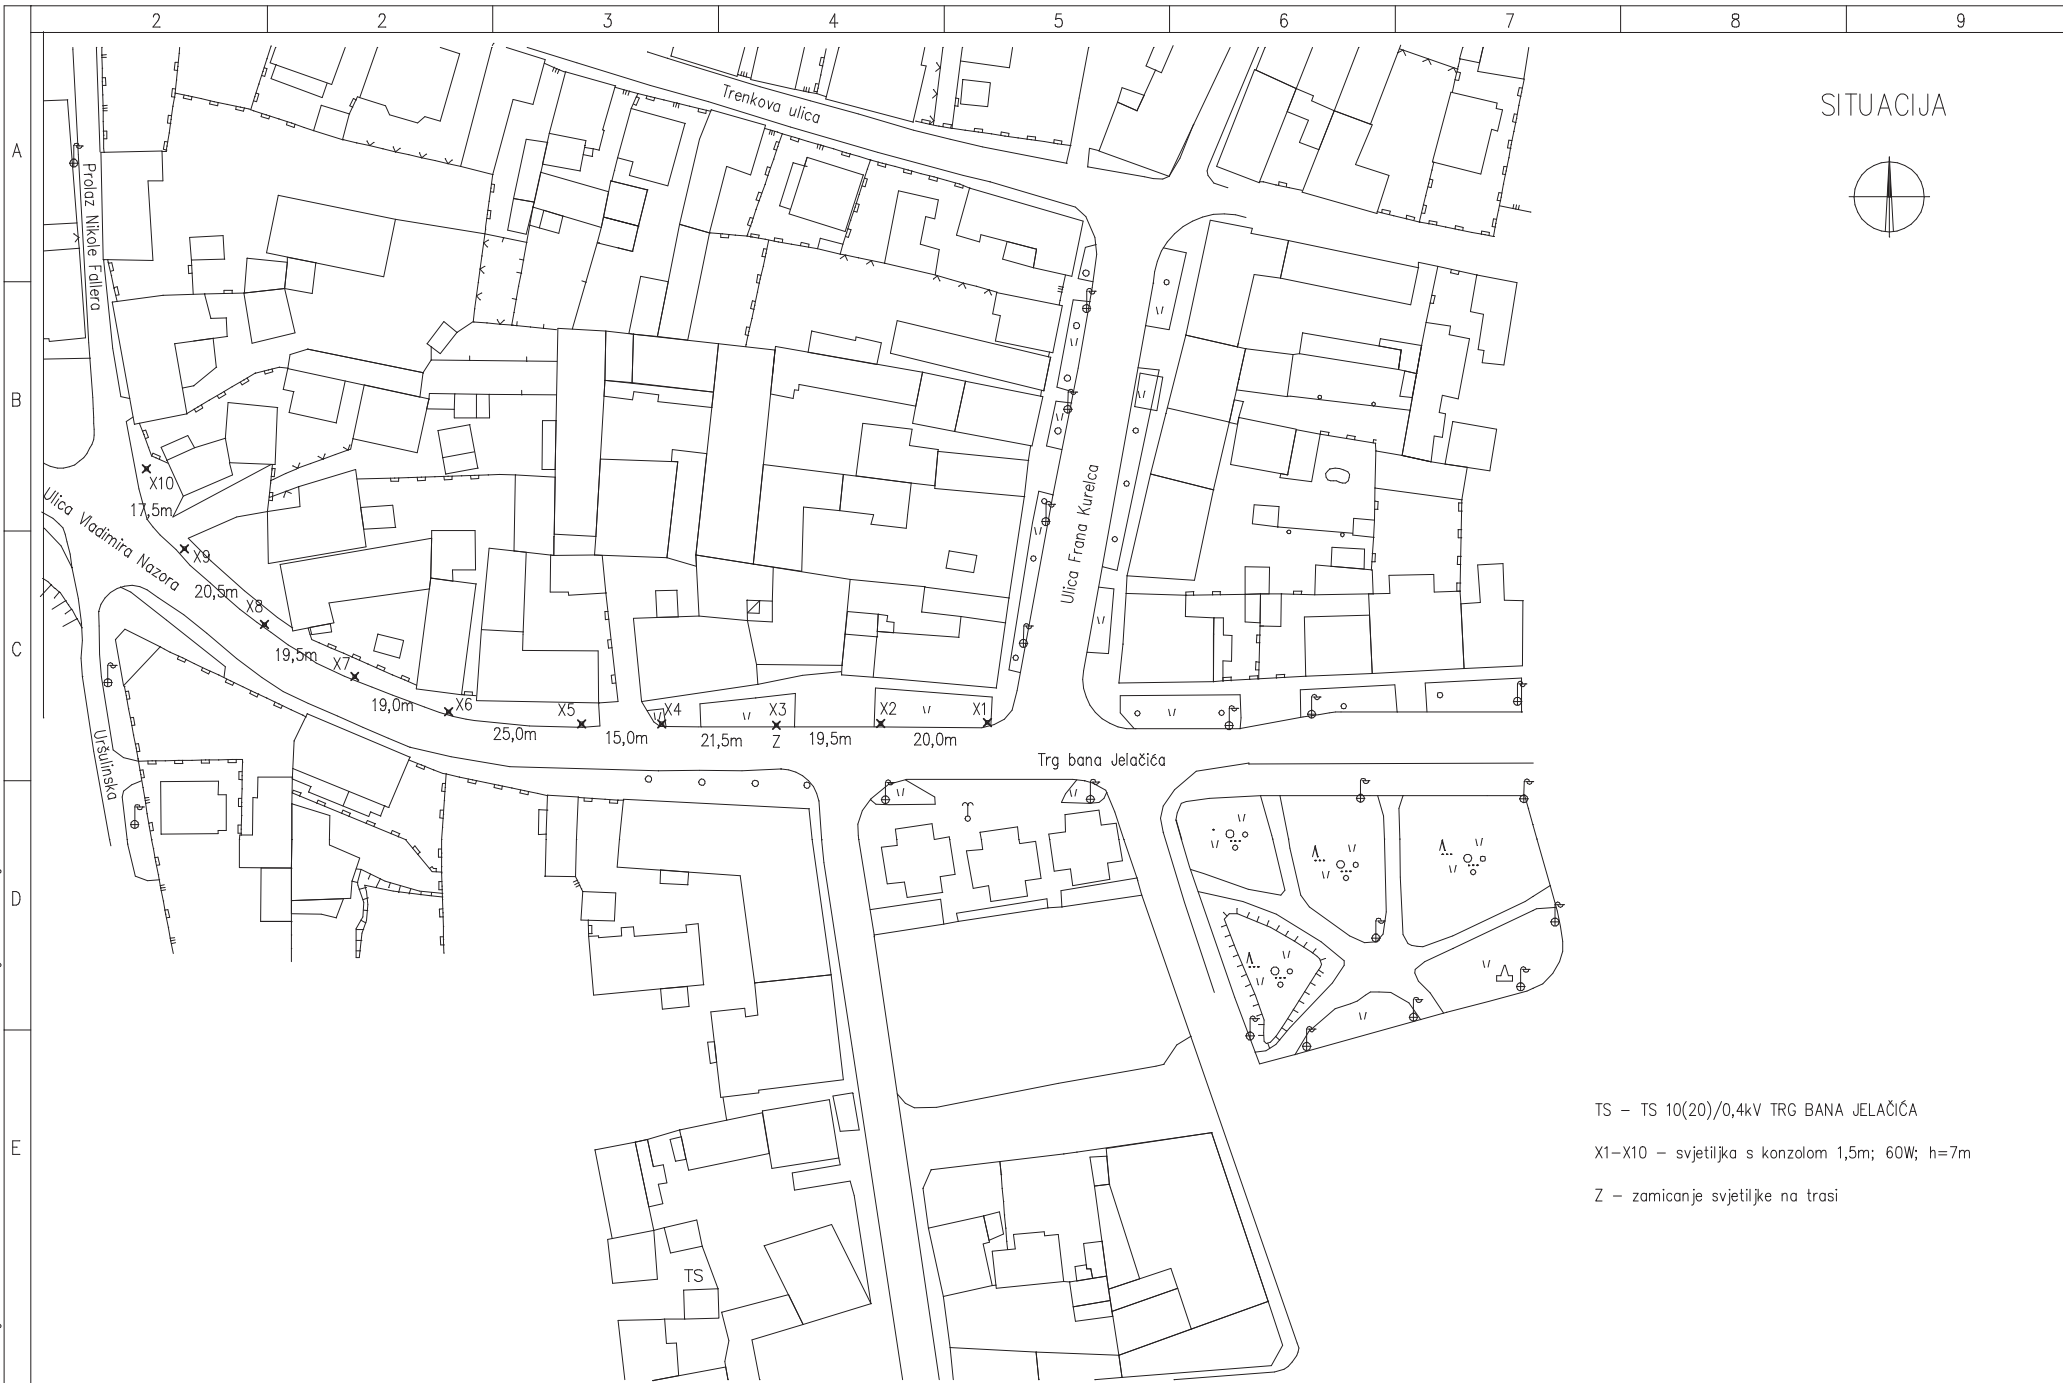 2 2 3 4 5 6 7 8 9
SITUACIJA
A
B
C
D
E
Trenkova ulica
Prolaz Nikole Fallera
Ulica Frana Kurelca
Ulica Vladimira Nazora
X10
17,5m
X9
20,5m
X8
19,5m
X7
19,0m
X6
25,0m
X5
15,0m
X4
21,5m
X3
Z
19,5m
X2
20,0m
X1
Trg bana Jelačića
Uršulinska
TS
TS – TS 10(20)/0,4kV TRG BANA JELAČIĆA
X1–X10 – svjetiljka s konzolom 1,5m; 60W; h=7m
Z – zamicanje svjetiljke na trasi